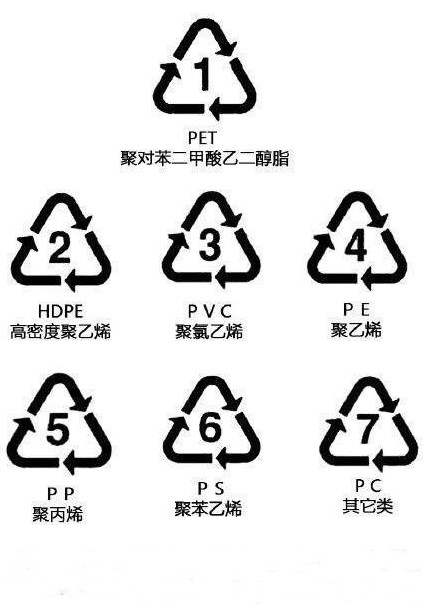 1
PET
聚对苯二甲酸乙二醇脂
2
HDPE
高密度聚乙烯
3
PVC
聚氯乙烯
4
PE
聚乙烯
5
PP
聚丙烯
6
PS
聚苯乙烯
7
PC
其它类